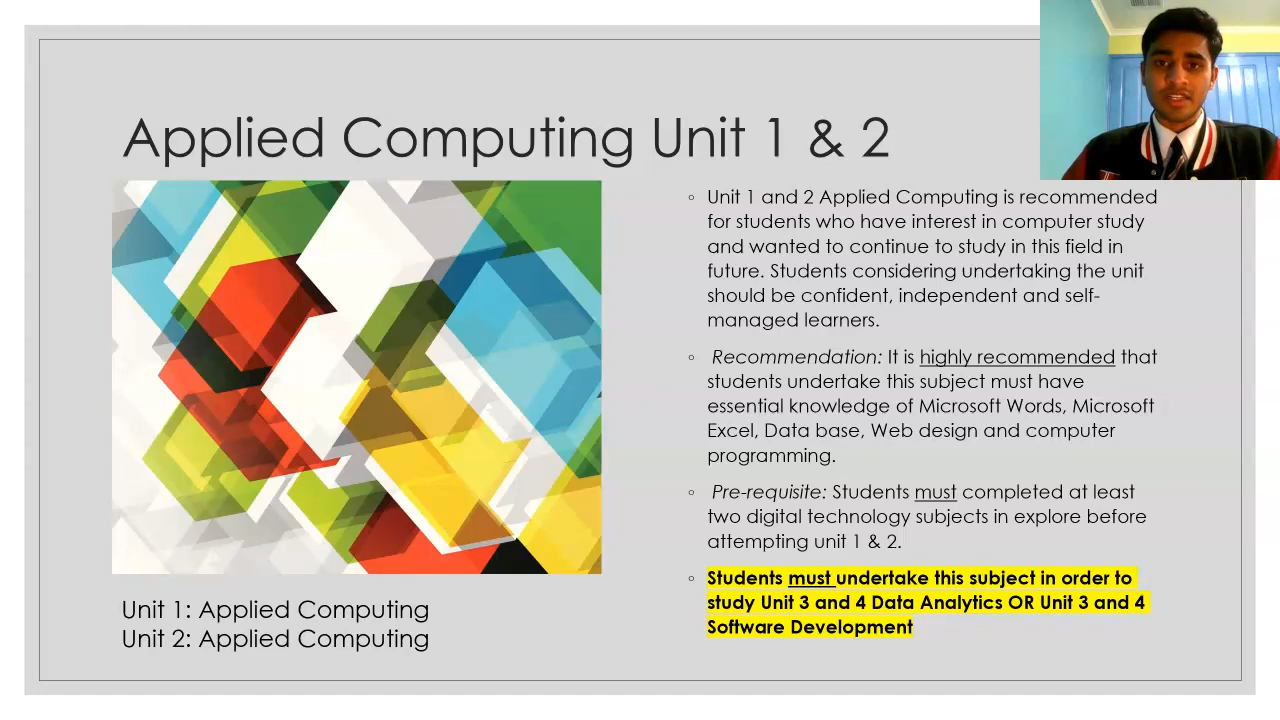 Applied Computing Unit 1 & 2
Unit 1 and 2 Applied Computing is recommended
for students who have interest in computer study
and wanted to continue to study in this field in
future. Students considering undertaking the unit
should be confident, independent and self-
managed learners.
Recommendation: It is highly recommended that
students undertake this subject must have
essential knowledge of Microsoft Words, Microsoft
Excel, Data base, Web design and computer
programming.
Pre-requisite: Students must completed at least
two digital technology subjects in explore before
attempting unit 1 & 2.
Students must undertake this subject in order to
study Unit 3 and 4 Data Analytics OR Unit 3 and 4
Software Development
Unit 1: Applied Computing
Unit 2: Applied Computing